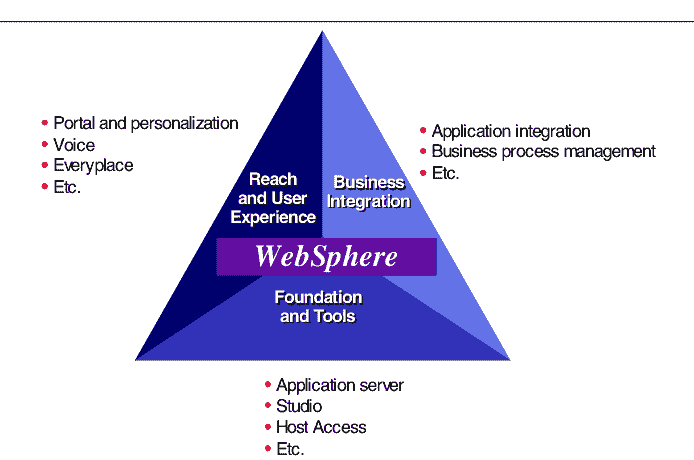 • Portal and personalization
• Voice
• Everyplace
• Etc.
• Application integration
• Business process management
• Etc.
Reach
and User
Experience
Business
Integration
WebSphere
Foundation
and Tools
• Application server
• Studio
• Host Access
• Etc.